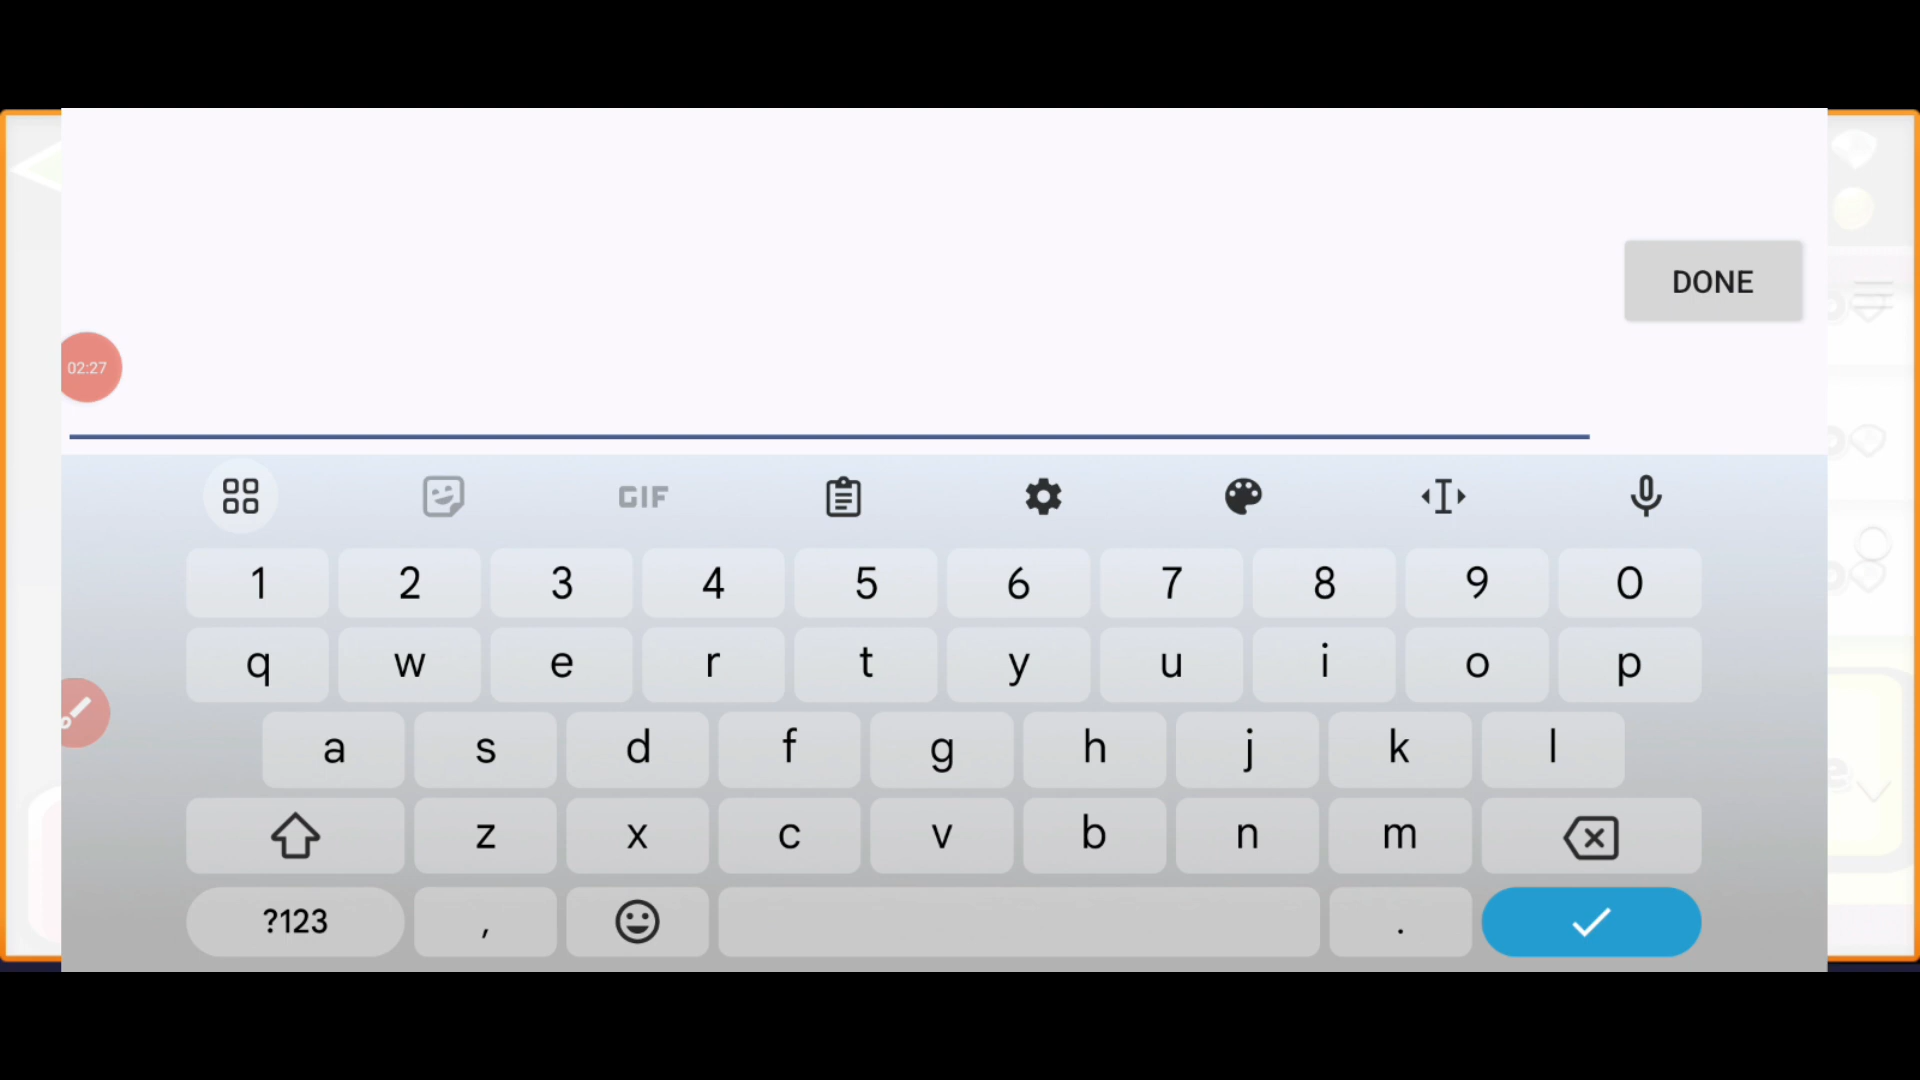 DONE
02:27
GIF
1 2 3 4 5 6 7 8 9 0
q w e r t y u i o p
a s d f g h j k l
z x c v b n m
?123 , .